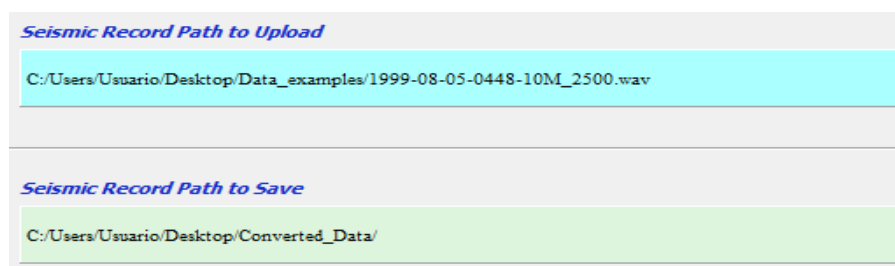 Seismic Record Path to Upload
C:/Users/Usuario/Desktop/Data_examples/1999-08-05-0448-10M_2500.wav
Seismic Record Path to Save
C:/Users/Usuario/Desktop/Converted_Data/